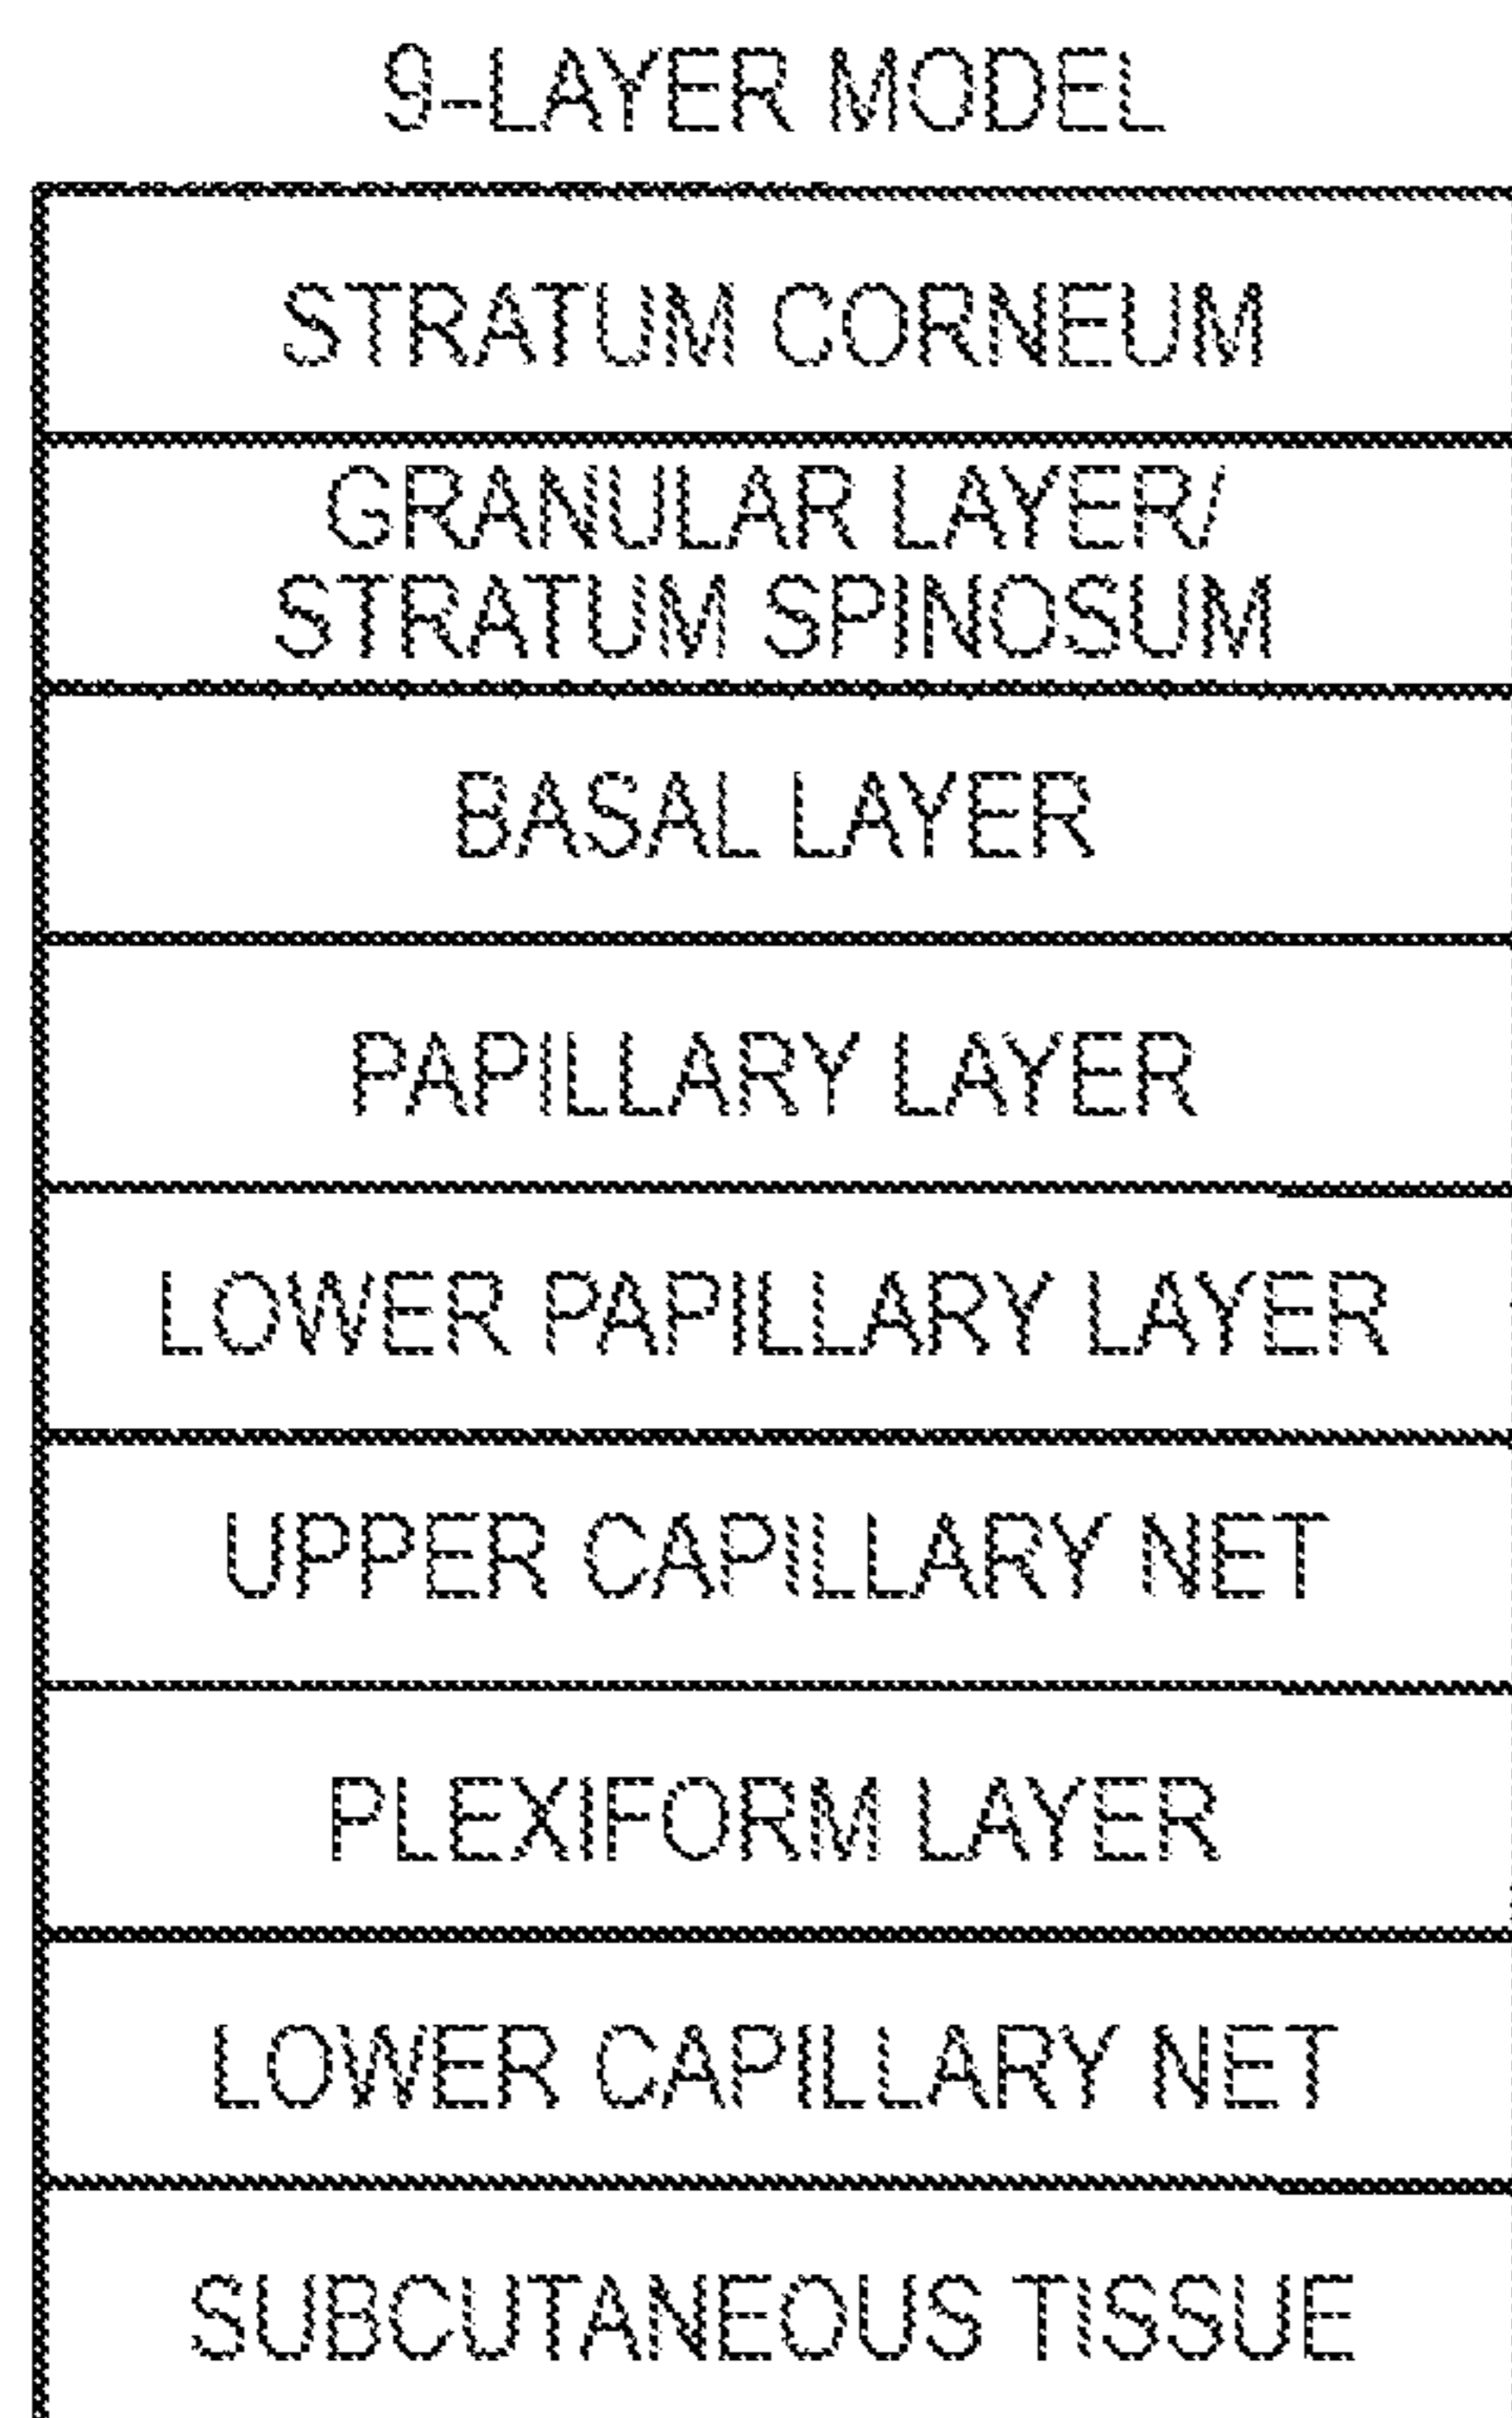 9-LAYER MODEL
STRATUM CORNEUM
GRANULAR LAYER/
STRATUM SPINOSUM
BASAL LAYER
PAPILLARY LAYER
LOWER PAPILLARY LAYER
UPPER CAPILLARY NET
PLEXIFORM LAYER
LOWER CAPILLARY NET
SUBCUTANEOUS TISSUE